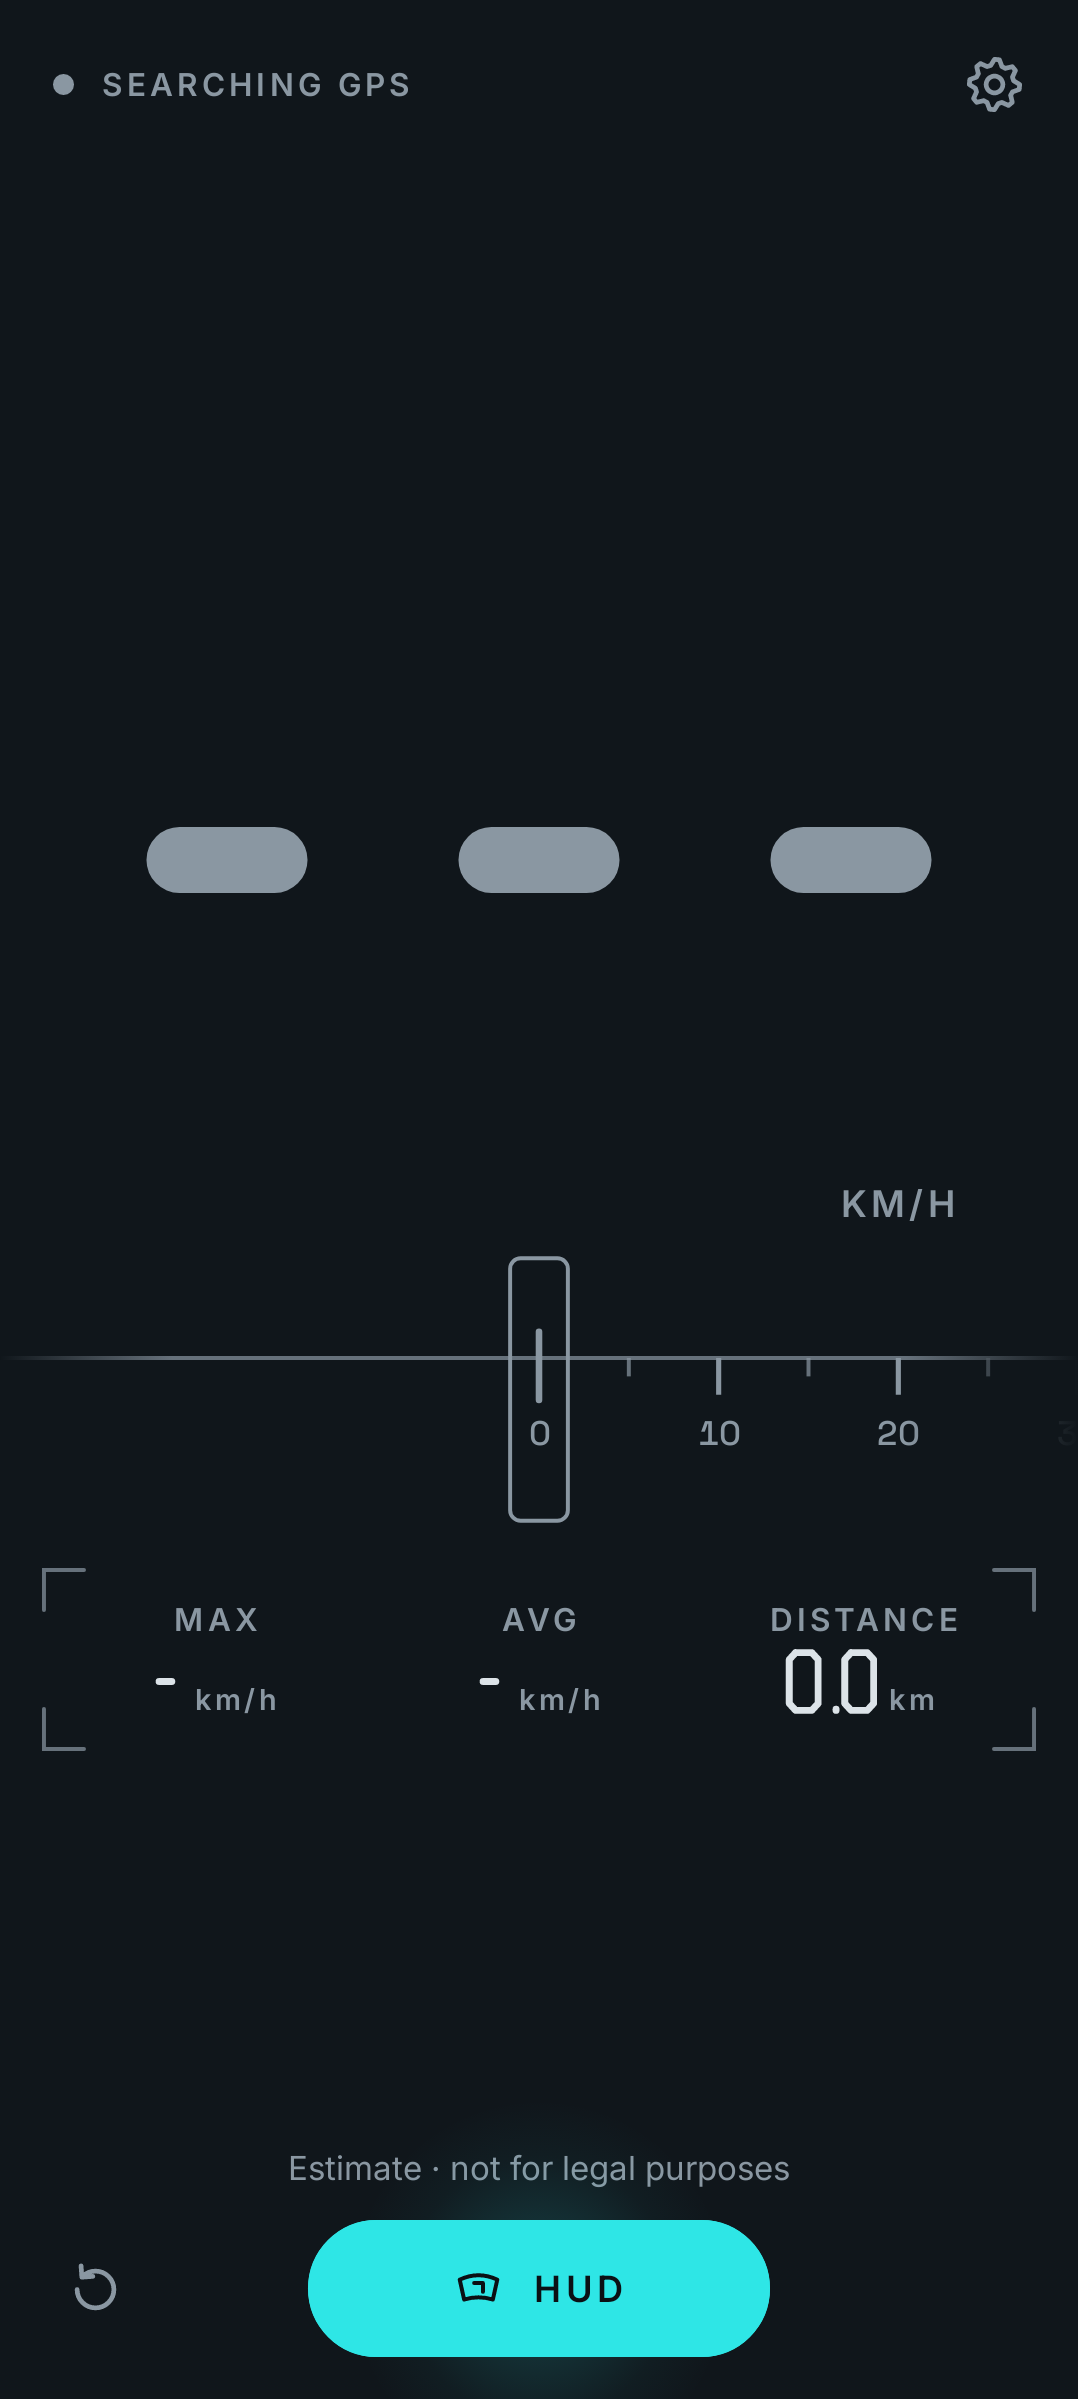 SEARCHING GPS
KM/H
0 10 20 3
MAX AVG DISTANCE
- km/h - km/h 0.0 km
Estimate · not for legal purposes
HUD